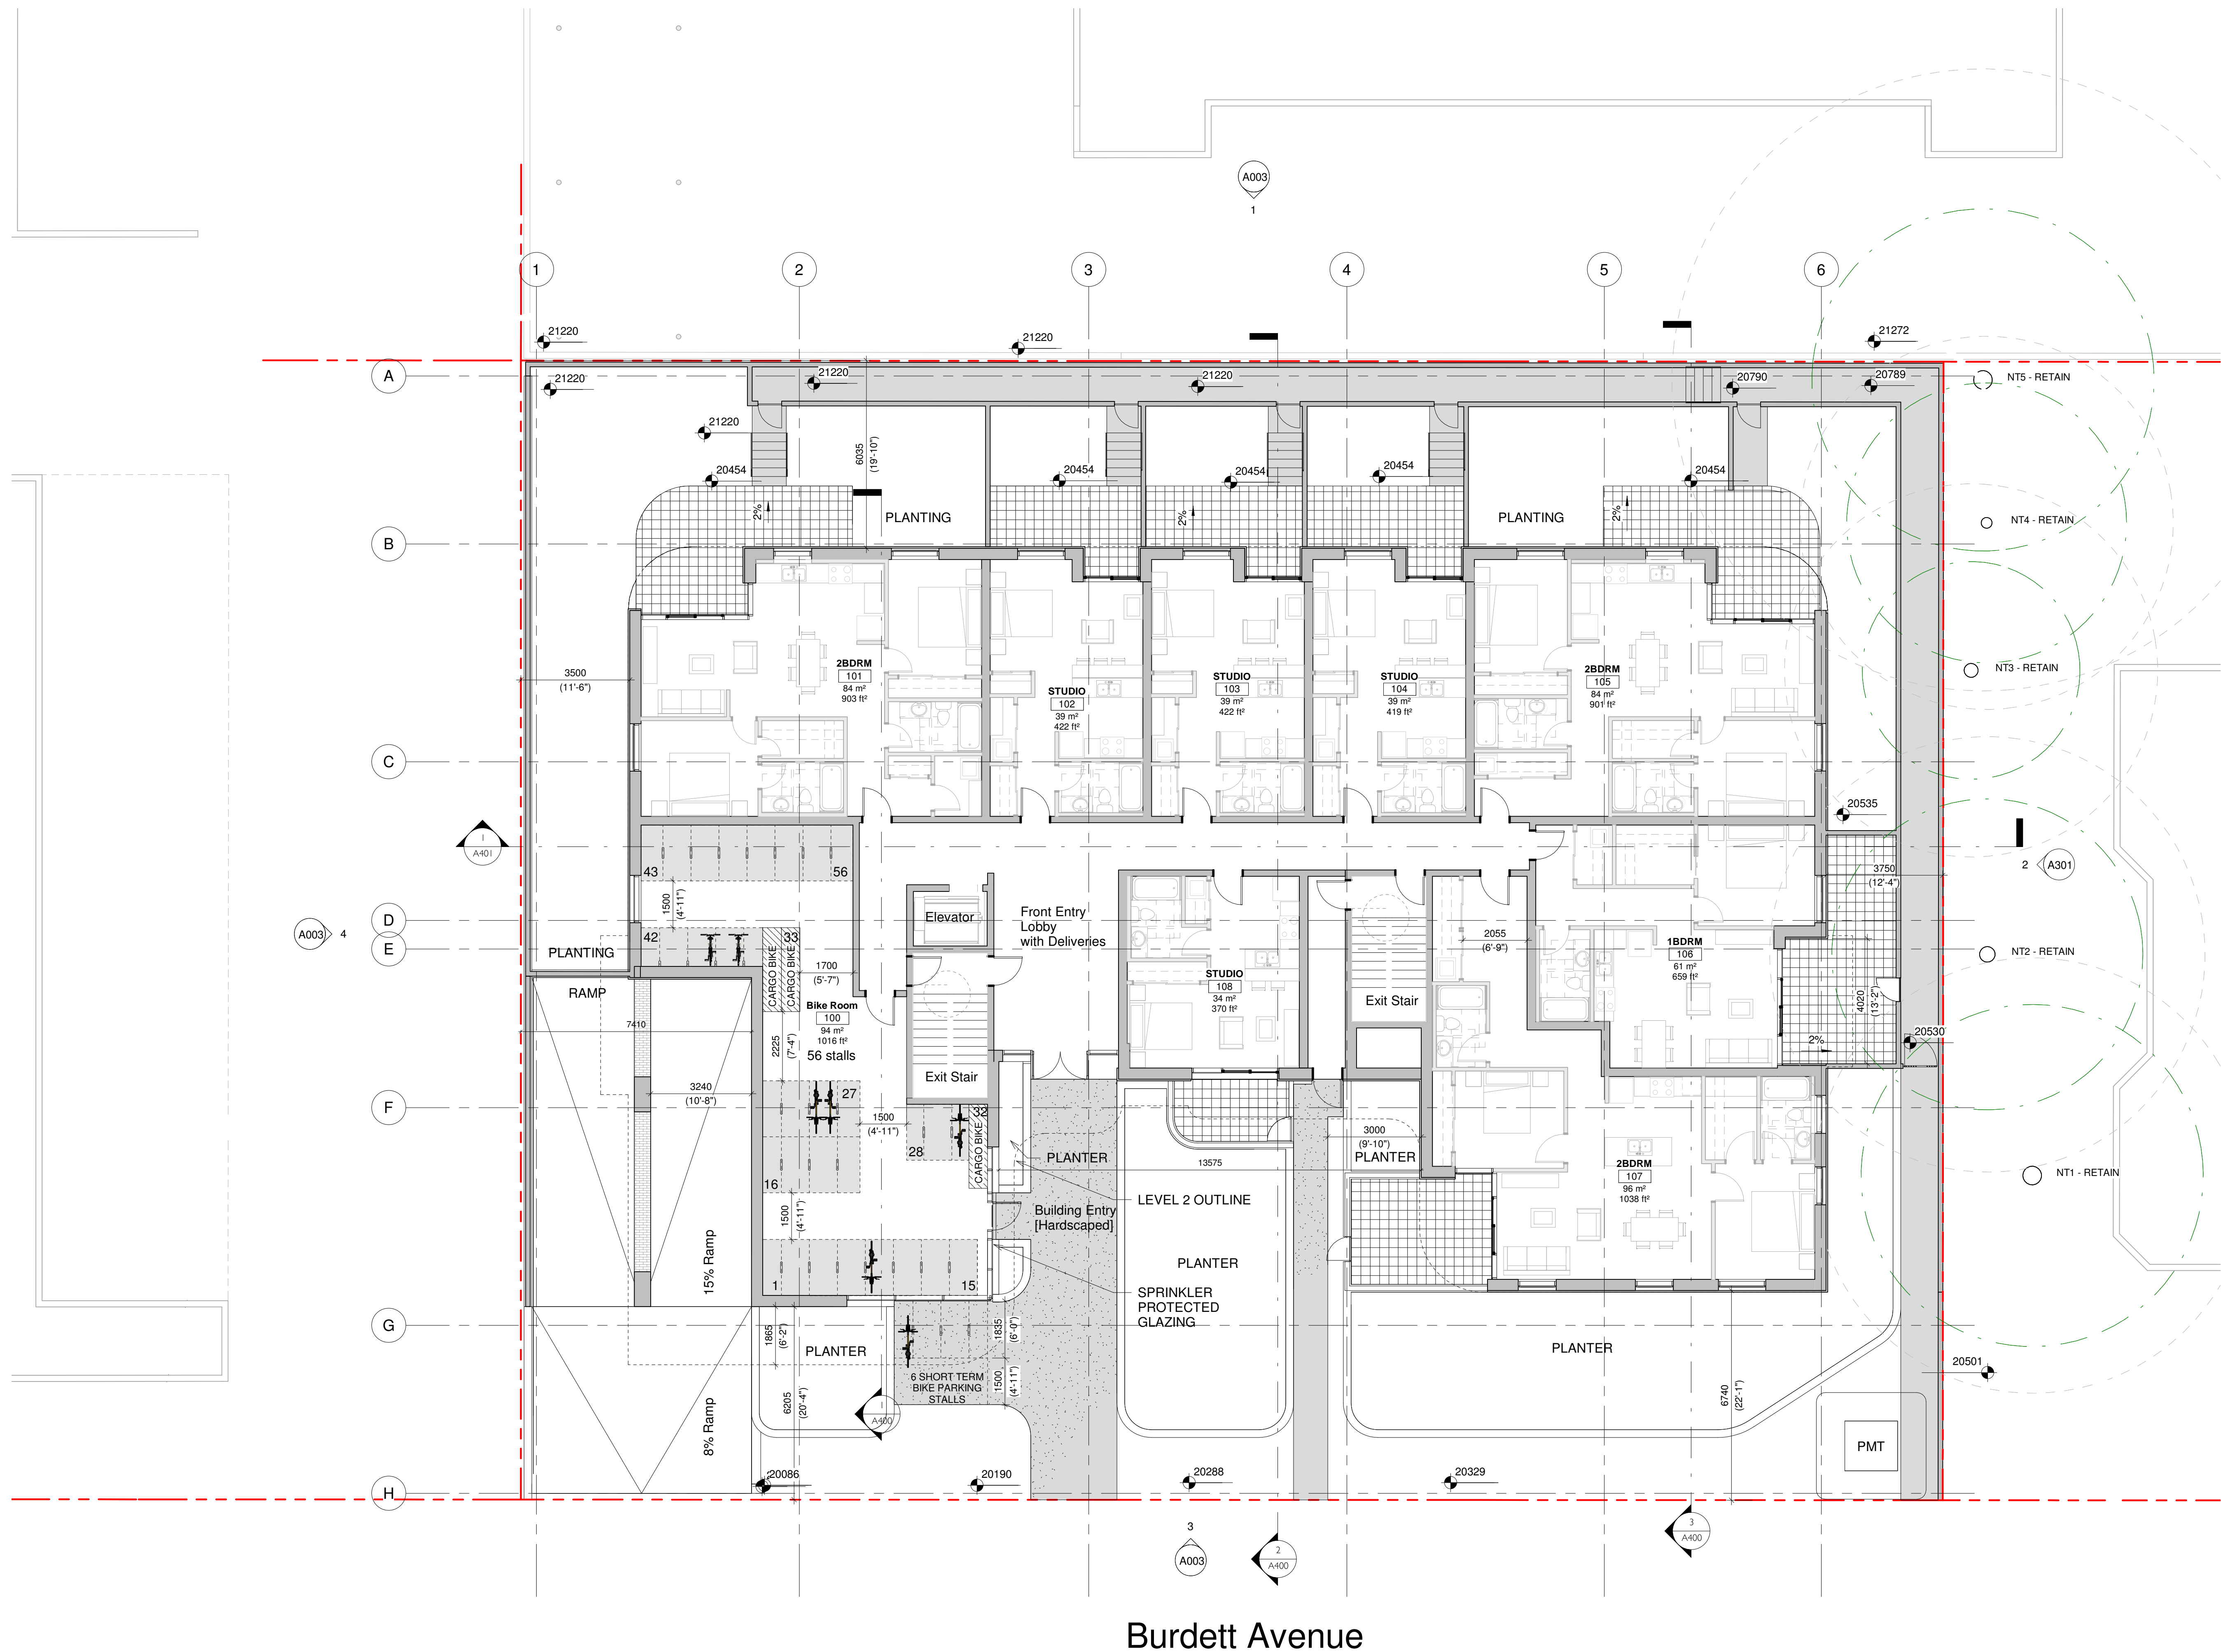 A003
1
1
2
3
4
5
6
21220
21220
21272
A
21220
21220
21220
20790
20789
NT5 - RETAIN
21220
6035
(19'-10")
20454
20454
20454
20454
20454
2%
PLANTING
2%
PLANTING
2%
NT4 - RETAIN
B
3500
(11'-6")
2BDRM
101
84 m²
903 ft²
STUDIO
102
39 m²
422 ft²
STUDIO
103
39 m²
422 ft²
STUDIO
104
39 m²
419 ft²
2BDRM
105
84 m²
901 ft²
NT3 - RETAIN
C
20535
1
A401
43
56
1500
(4'-11")
3750
(12'-4")
2
A301
D
E
A003
4
Elevator
Front Entry
Lobby
with Deliveries
42
33
CARGO BIKE
CARGO BIKE
PLANTING
2055
(6'-9")
1BDRM
106
61 m²
659 ft²
NT2 - RETAIN
1700
(5'-7")
STUDIO
108
34 m²
370 ft²
RAMP
Exit Stair
4020
(13'-2")
Bike Room
100
94 m²
1016 ft²
56 stalls
7410
2225
(7'-4")
20530
2%
Exit Stair
3240
(10'-8")
27
F
1500
(4'-11")
32
CARGO BIKE
28
3000
(9'-10")
PLANTER
PLANTER
13575
2BDRM
107
96 m²
1038 ft²
NT1 - RETAIN
16
LEVEL 2 OUTLINE
1500
(4'-11")
Building Entry
[Hardscaped]
15% Ramp
PLANTER
1
15
SPRINKLER
PROTECTED
GLAZING
G
1865
(6'-2")
1835
(6'-0")
PLANTER
PLANTER
20501
6 SHORT TERM
BIKE PARKING
STALLS
1500
(4'-11")
6205
(20'-4")
6740
(22'-1")
1
A400
8% Ramp
PMT
20086
20190
20288
20329
H
3
A003
2
A400
3
A400
Burdett Avenue